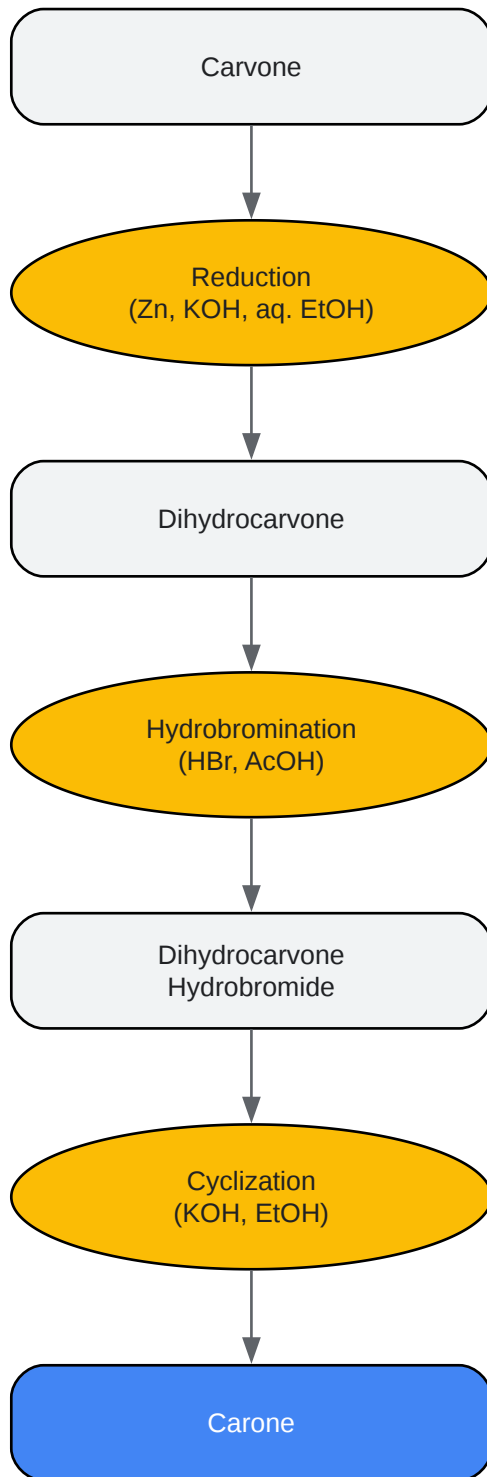 Carvone
Reduction
(Zn, KOH, aq. EtOH)
Dihydrocarvone
Hydrobromination
(HBr, AcOH)
Dihydrocarvone
Hydrobromide
Cyclization
(KOH, EtOH)
Carone